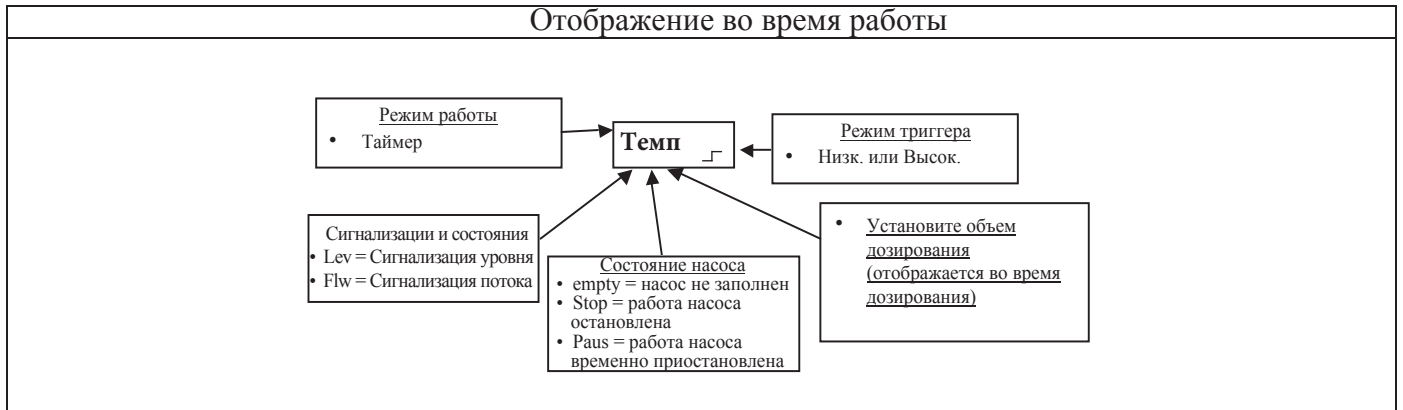 Отображение во время работы
Режим работы
• Таймер
Темп
Режим триггера
• Низк. или Высок.
Сигнализации и состояния
• Lev = Сигнализация уровня
• Flw = Сигнализация потока
Состояние насоса
• empty = насос не заполнен
• Stop = работа насоса
остановлена
• Paus = работа насоса
временно приостановлена
• Установите объем
дозирования
(отображается во время
дозирования)